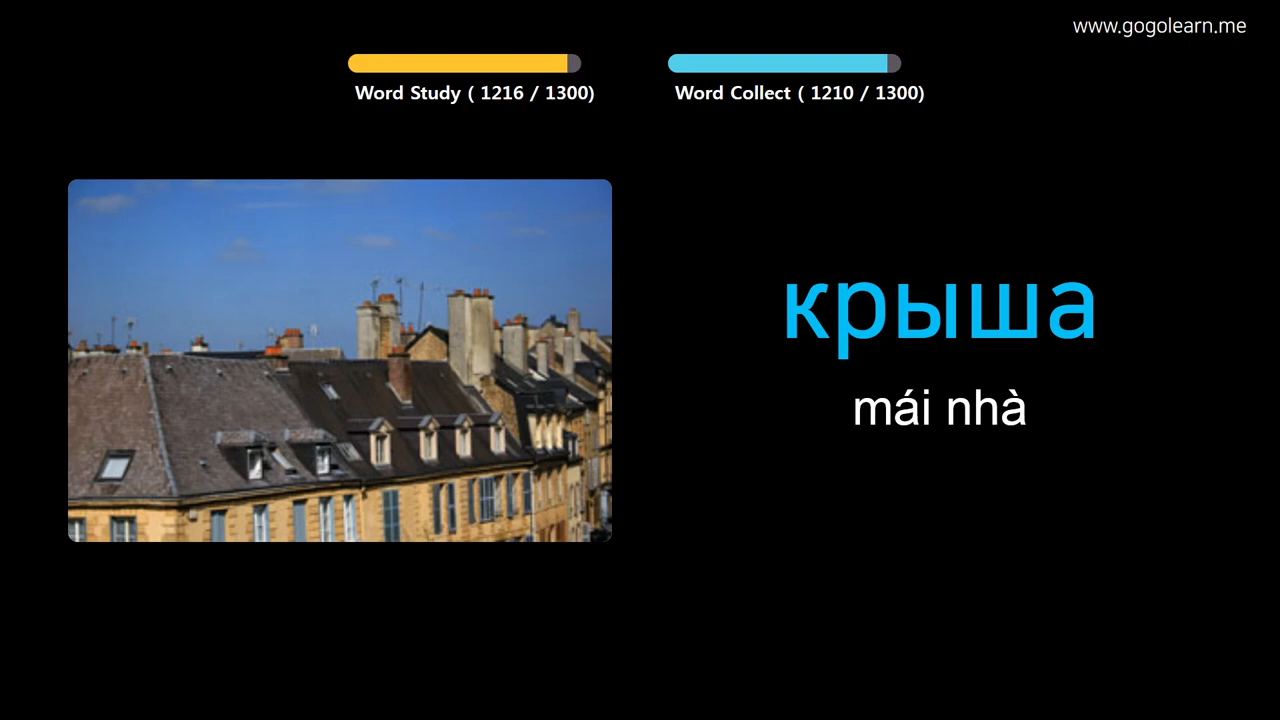 www.gogolearn.me
Word Study ( 1216 / 1300)
Word Collect ( 1210 / 1300)
крыша
mái nhà